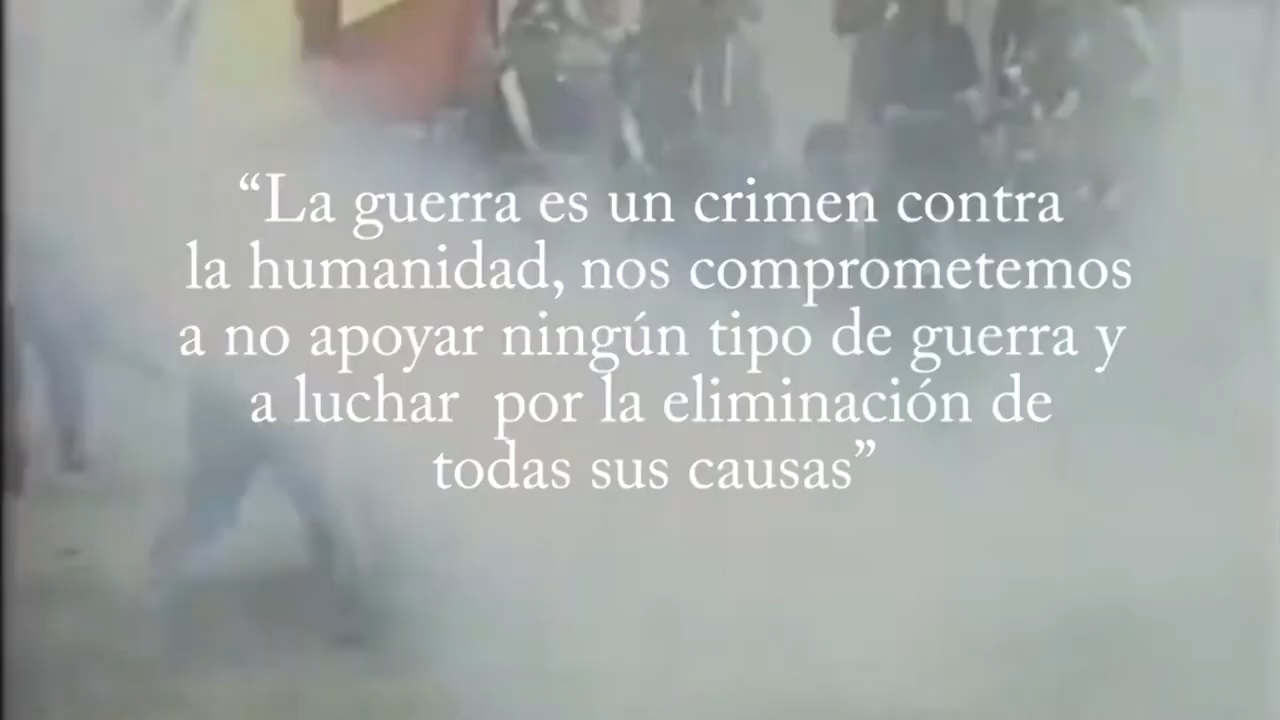 “La guerra es un crimen contra
la humanidad, nos comprometemos
a no apoyar ningún tipo de guerra y
a luchar  por la eliminación de
todas sus causas”